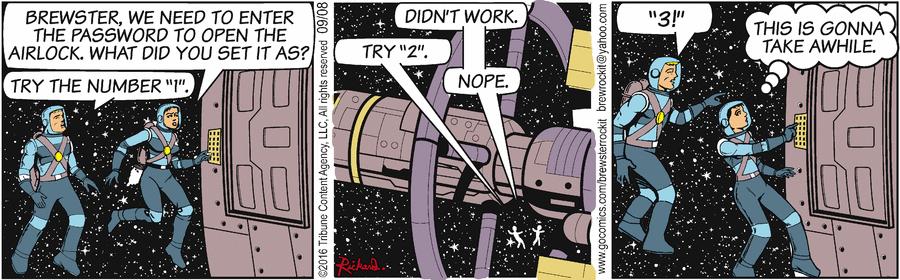 BREWSTER, WE NEED TO ENTER
THE PASSWORD TO OPEN THE
AIRLOCK. WHAT DID YOU SET IT AS?
TRY THE NUMBER "1".
©2016 Tribune Content Agency, LLC, All rights reserved 09/08
DIDN'T WORK.
TRY "2".
NOPE.
Rickard.
www.gocomics.com/brewsterrockit brewrockit@yahoo.com
"3!"
THIS IS GONNA
TAKE AWHILE.